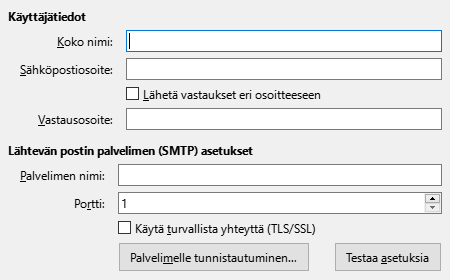 Käyttäjätiedot
Koko nimi:
Sähköpostiosoite:
Lähetä vastaukset eri osoitteeseen
Vastausosoite:
Lähtevän postin palvelimen (SMTP) asetukset
Palvelimen nimi:
Portti: 1
Käytä turvallista yhteyttä (TLS/SSL)
Palvelimelle tunnistautuminen... Testaa asetuksia